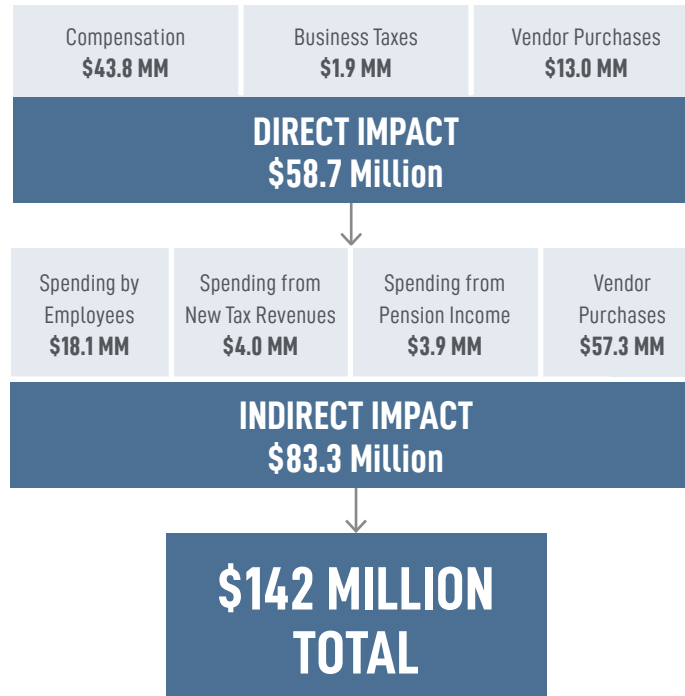 Compensation
$43.8 MM
Business Taxes
$1.9 MM
Vendor Purchases
$13.0 MM
DIRECT IMPACT
$58.7 Million
Spending by
Employees
$18.1 MM
Spending from
New Tax Revenues
$4.0 MM
Spending from
Pension Income
$3.9 MM
Vendor
Purchases
$57.3 MM
INDIRECT IMPACT
$83.3 Million
$142 MILLION
TOTAL